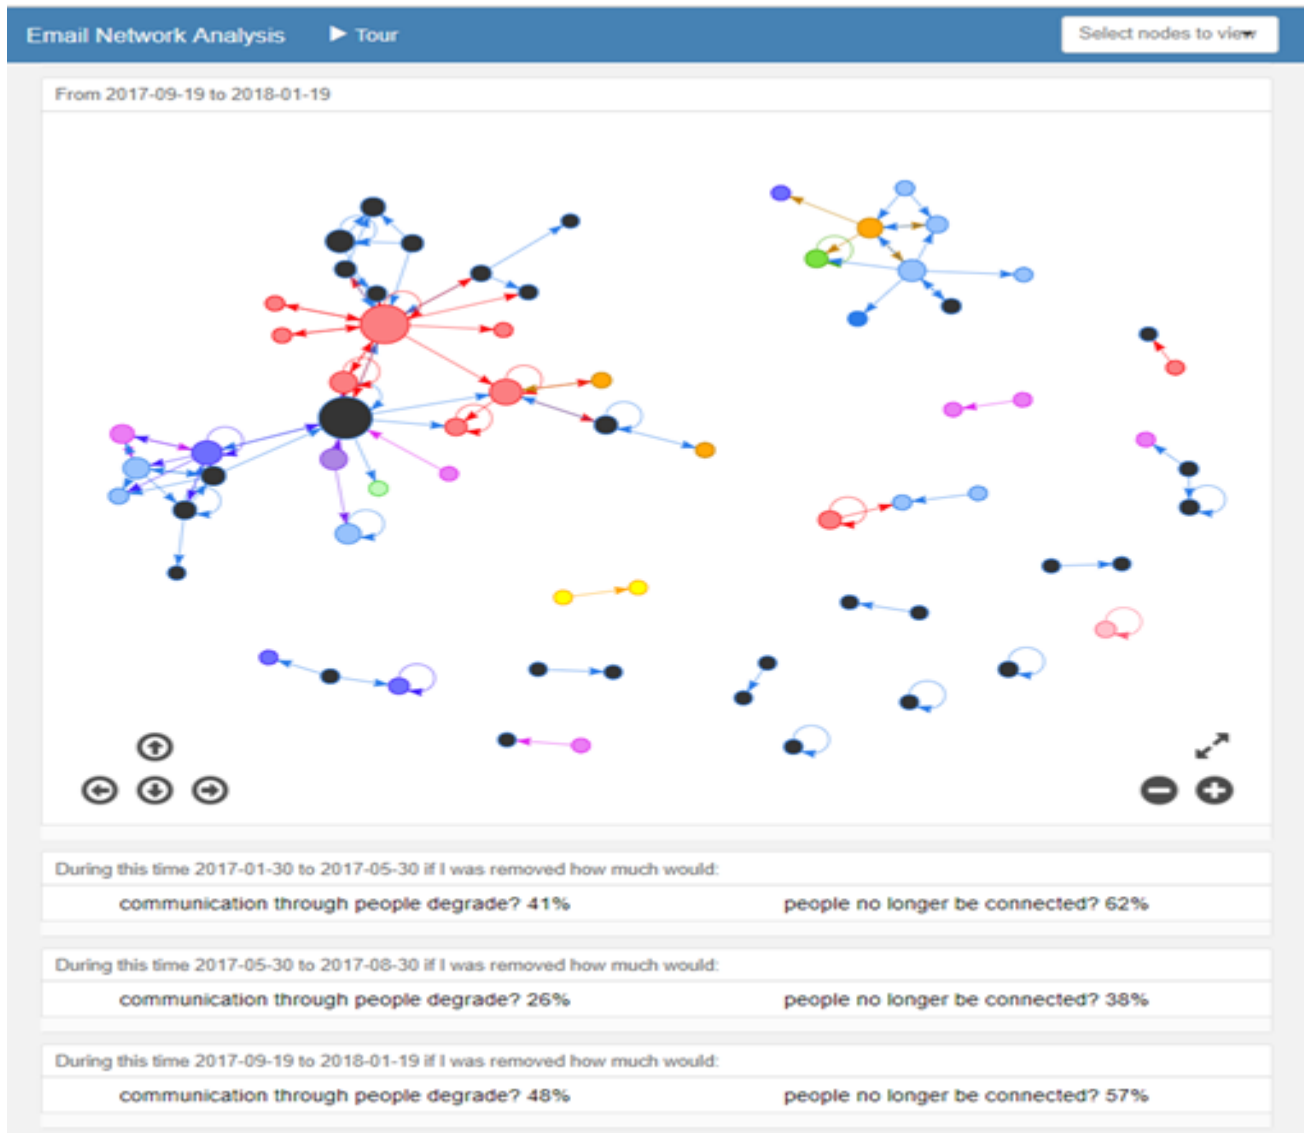 Email Network Analysis Tour Select nodes to view
From 2017-09-19 to 2018-01-19
During this time 2017-01-30 to 2017-05-30 if I was removed how much would:
communication through people degrade? 41% people no longer be connected? 62%
During this time 2017-05-30 to 2017-08-30 if I was removed how much would:
communication through people degrade? 26% people no longer be connected? 38%
During this time 2017-09-19 to 2018-01-19 if I was removed how much would:
communication through people degrade? 48% people no longer be connected? 57%